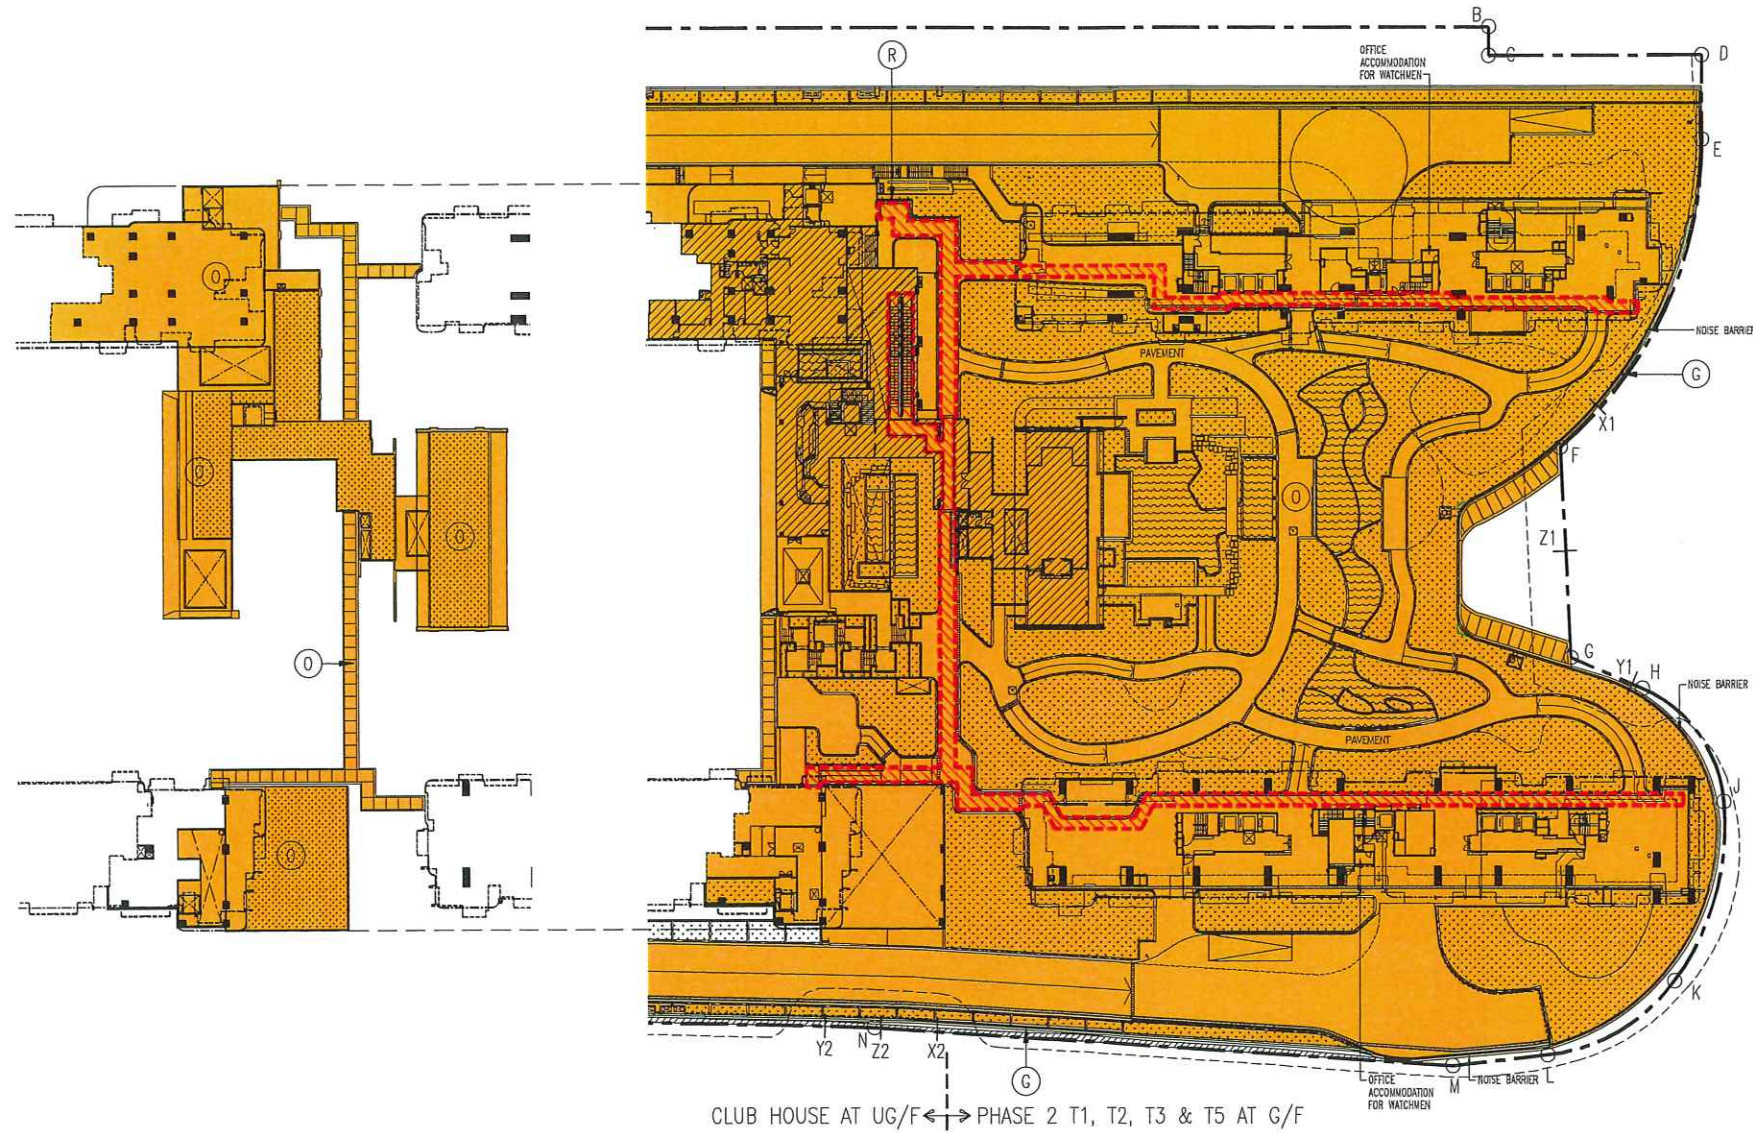 B
C
D
R
OFFICE
ACCOMMODATION
FOR WATCHMEN
E
O
NOISE BARRIER
PAVEMENT
G
X1
F
O
O
O
Z1
O
G
Y1
H
NOISE BARRIER
PAVEMENT
J
O
K
Y2
N
Z2
X2
G
M
L
OFFICE
ACCOMMODATION
FOR WATCHMEN
NOISE BARRIER
CLUB HOUSE AT UG/F
PHASE 2 T1, T2, T3 & T5 AT G/F